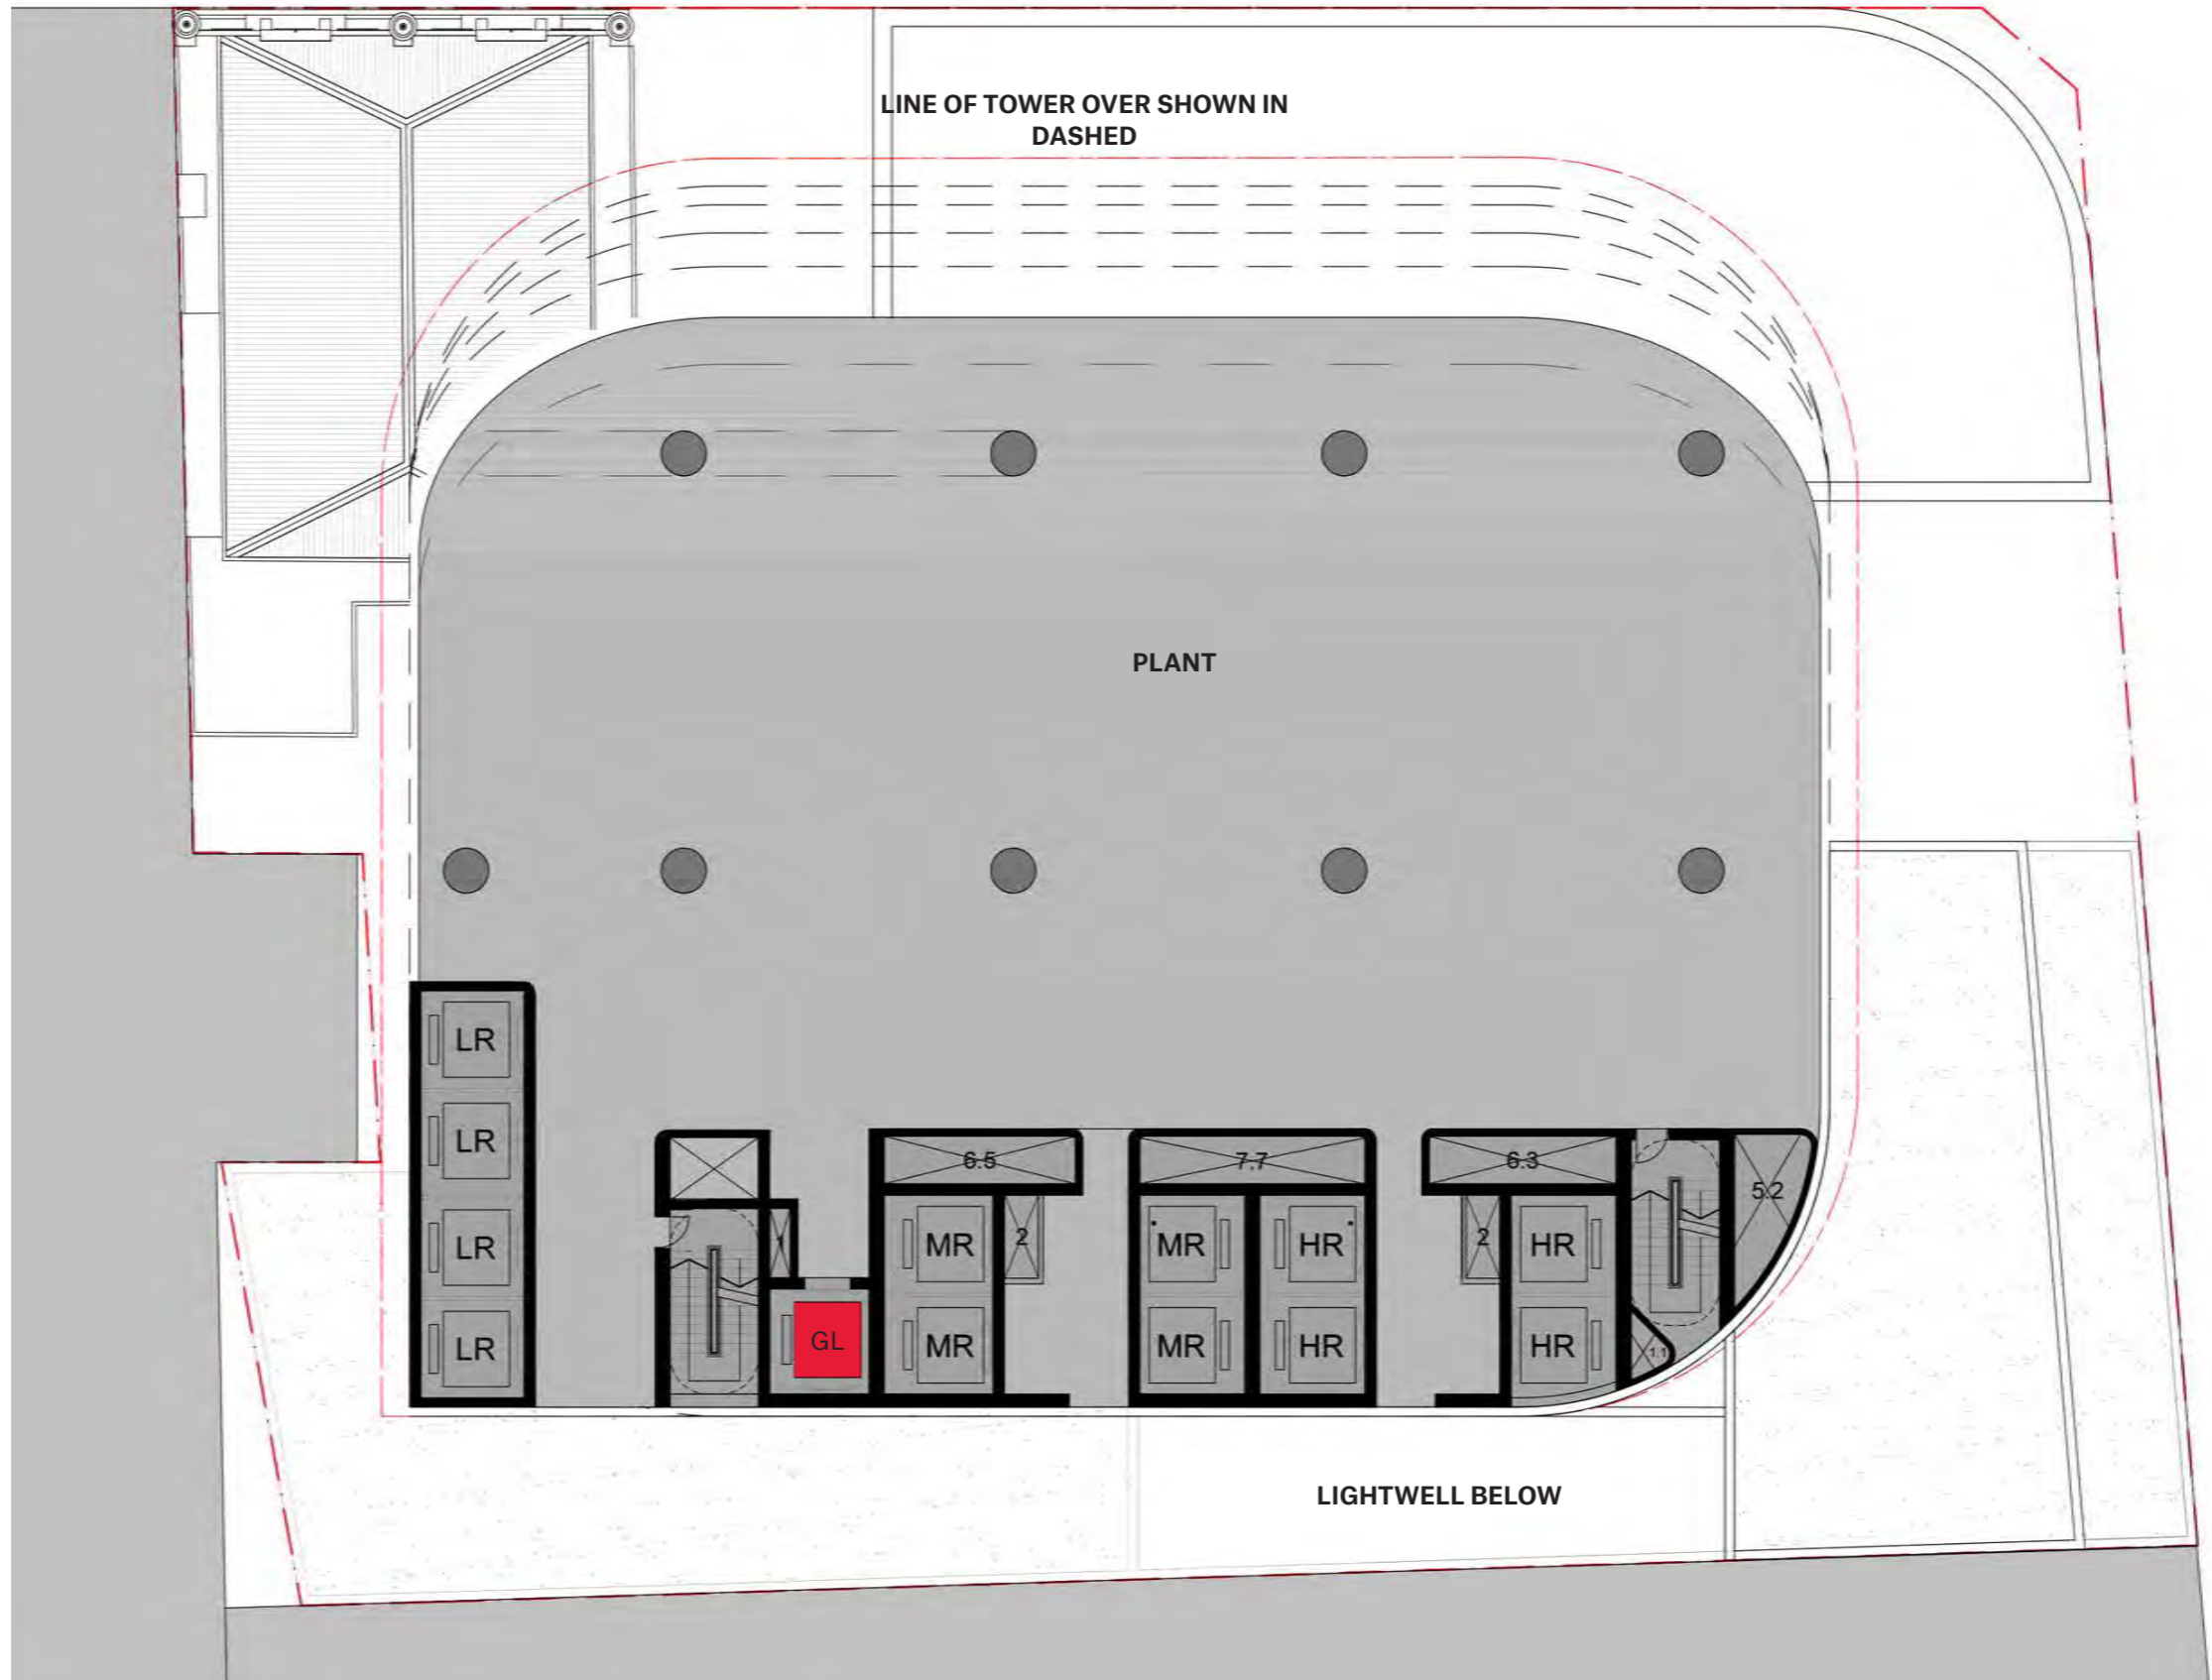 LINE OF TOWER OVER SHOWN IN
DASHED
PLANT
LR
LR
LR
LR
6.5
7.7
6.3
5.2
1
MR
2
MR
HR
2
HR
GL
MR
MR
HR
HR
1.1
LIGHTWELL BELOW